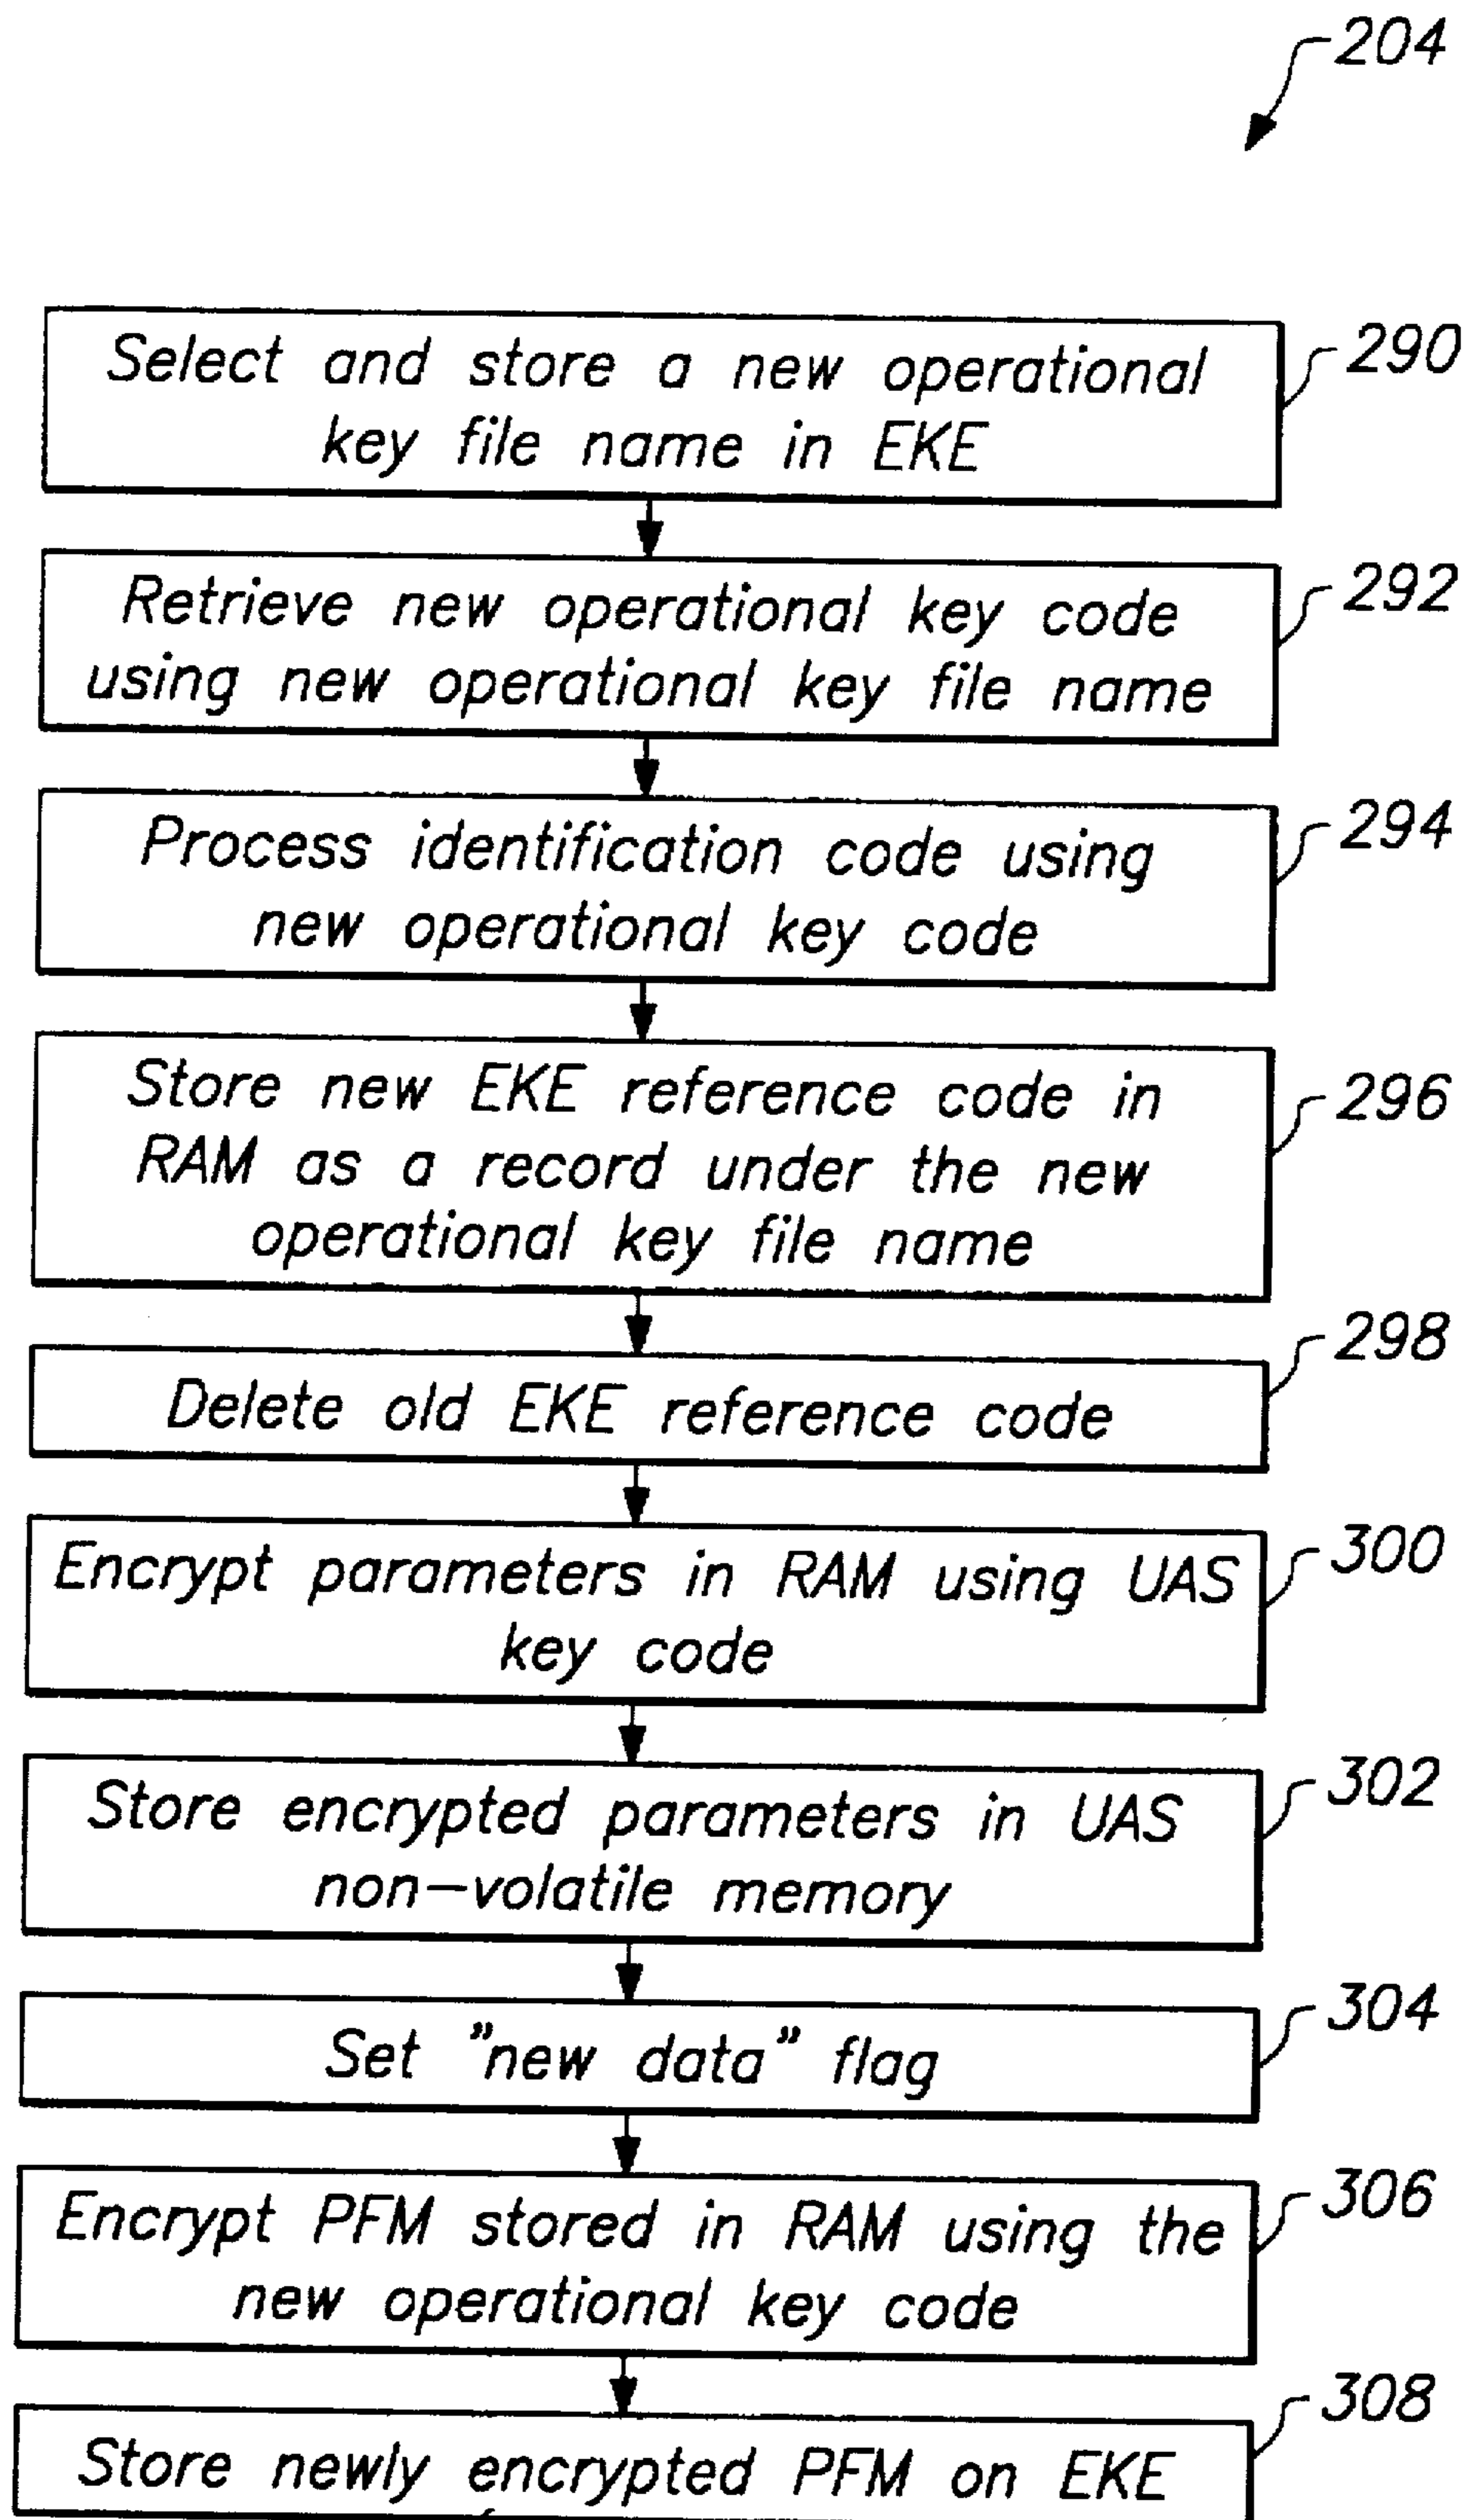 204
Select and store a new operational
key file name in EKE
290
Retrieve new operational key code
using new operational key file name
292
Process identification code using
new operational key code
294
Store new EKE reference code in
RAM as a record under the new
operational key file name
296
Delete old EKE reference code
298
Encrypt parameters in RAM using UAS
key code
300
Store encrypted parameters in UAS
non-volatile memory
302
Set "new data" flag
304
Encrypt PFM stored in RAM using the
new operational key code
306
Store newly encrypted PFM on EKE
308